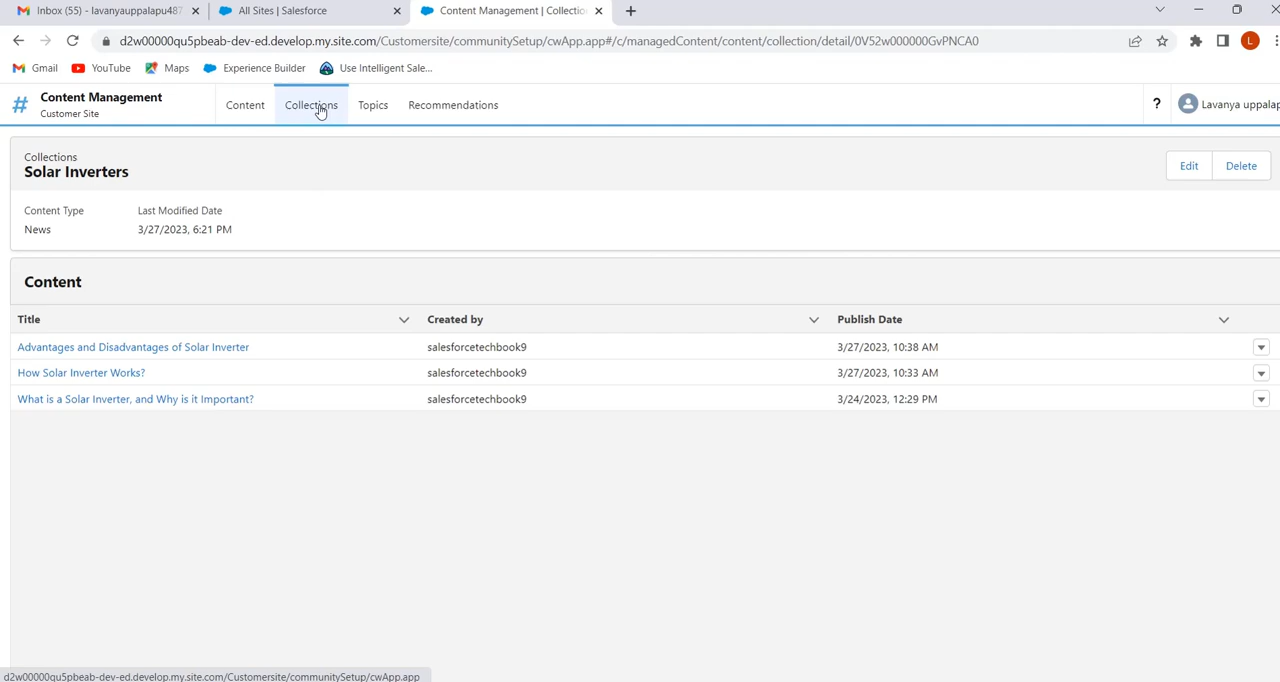 Inbox (55) - lavanyauppalapu487
All Sites | Salesforce
Content Management | Collectio
d2w00000qu5pbeab-dev-ed.develop.my.site.com/Customersite/communitySetup/cwApp.app#/c/managedContent/content/collection/detail/0V52w000000GvPNCA0
L
Gmail
YouTube
Maps
Experience Builder
Use Intelligent Sale...
Content Management
Customer Site
Content
Collections
Topics
Recommendations
?
Lavanya uppalap
Collections
Solar Inverters
Edit
Delete
Content Type
Last Modified Date
News
3/27/2023, 6:21 PM
Content
Title
Created by
Publish Date
Advantages and Disadvantages of Solar Inverter
salesforcetechbook9
3/27/2023, 10:38 AM
How Solar Inverter Works?
salesforcetechbook9
3/27/2023, 10:33 AM
What is a Solar Inverter, and Why is it Important?
salesforcetechbook9
3/24/2023, 12:29 PM
d2w00000qu5pbeab-dev-ed.develop.my.site.com/Customersite/communitySetup/cwApp.app